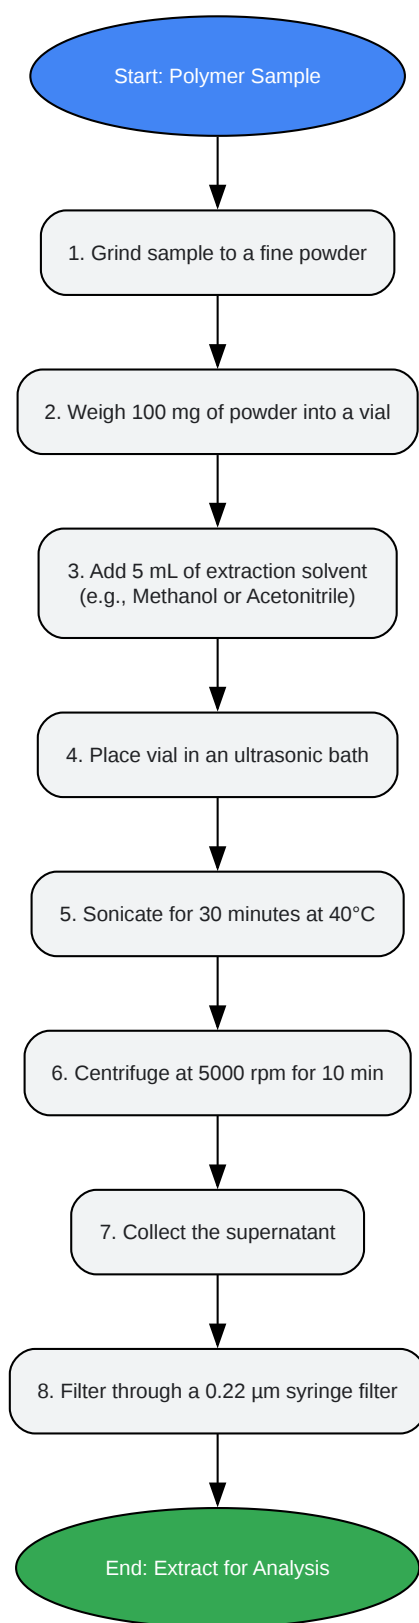 Start: Polymer Sample
1. Grind sample to a fine powder
2. Weigh 100 mg of powder into a vial
3. Add 5 mL of extraction solvent
(e.g., Methanol or Acetonitrile)
4. Place vial in an ultrasonic bath
5. Sonicate for 30 minutes at 40°C
6. Centrifuge at 5000 rpm for 10 min
7. Collect the supernatant
8. Filter through a 0.22 µm syringe filter
End: Extract for Analysis